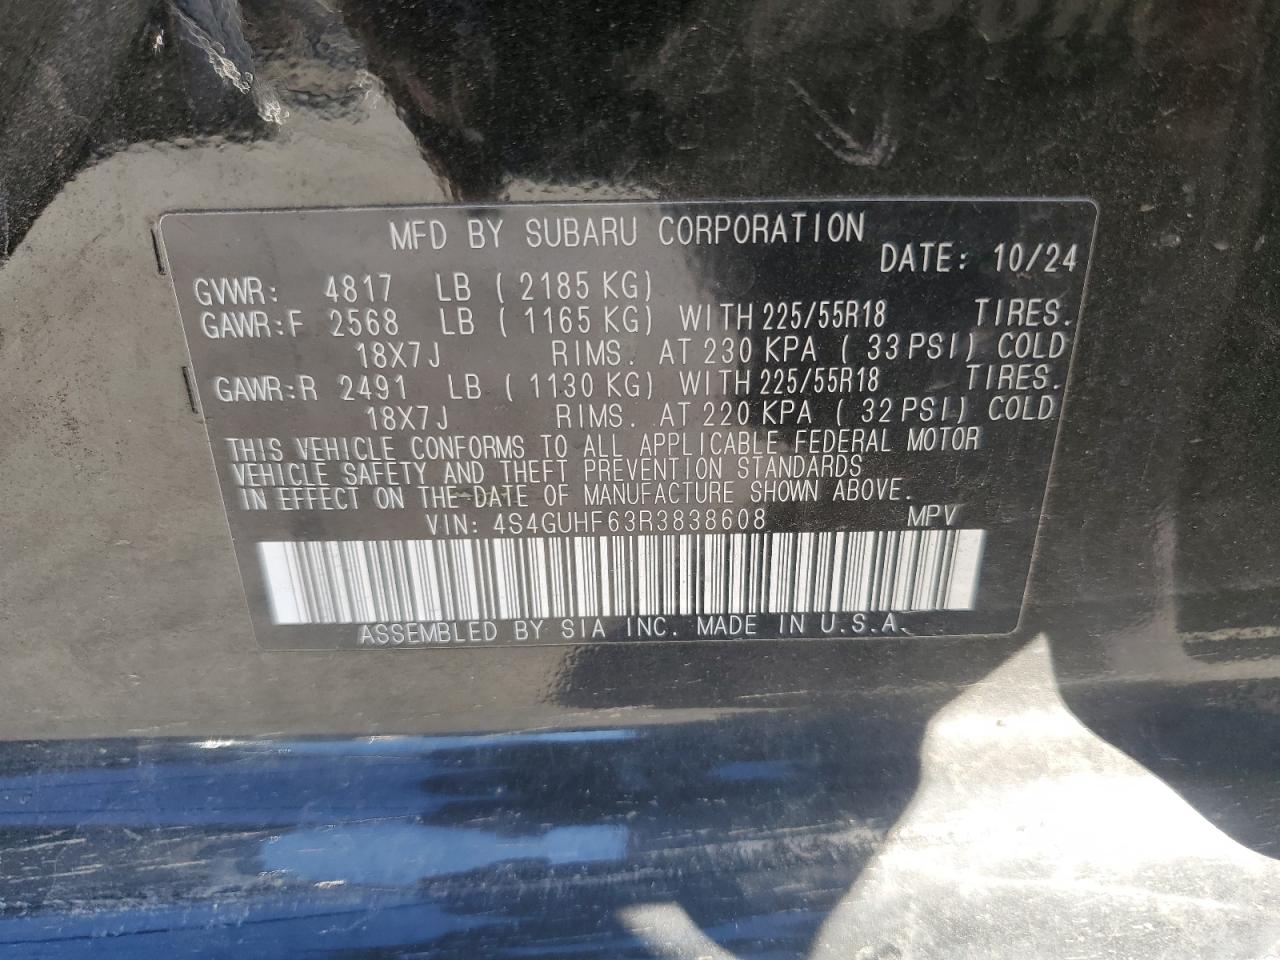 MFD BY SUBARU CORPORATION
DATE: 10/24
GVWR: 4817 LB ( 2185 KG)
GAWR:F 2568 LB ( 1165 KG) WITH 225/55R18 TIRES.
18X7J RIMS. AT 230 KPA ( 33 PSI) COLD
GAWR:R 2491 LB ( 1130 KG) WITH 225/55R18 TIRES.
18X7J RIMS. AT 220 KPA ( 32 PSI) COLD
THIS VEHICLE CONFORMS TO ALL APPLICABLE FEDERAL MOTOR
VEHICLE SAFETY AND THEFT PREVENTION STANDARDS
IN EFFECT ON THE DATE OF MANUFACTURE SHOWN ABOVE.
VIN: 4S4GUHF63R3838608 MPV
ASSEMBLED BY SIA INC. MADE IN U.S.A.